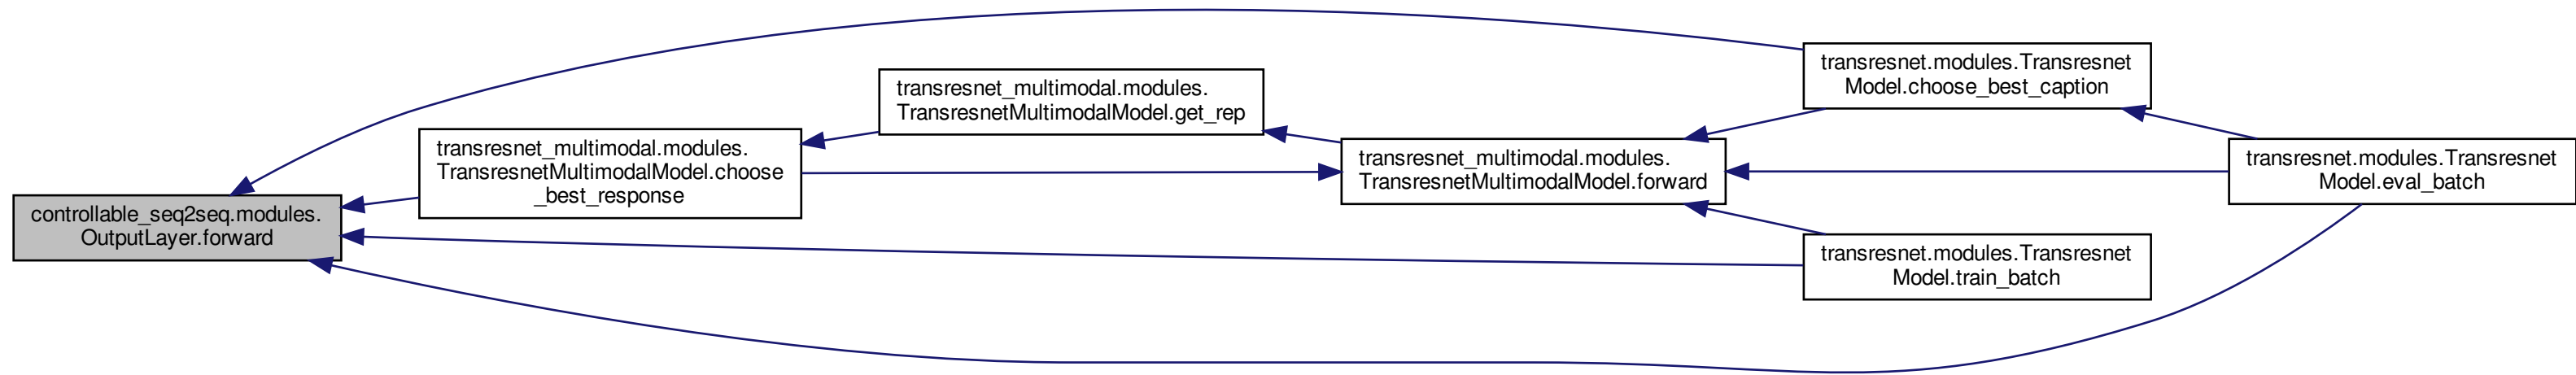 controllable_seq2seq.modules.
OutputLayer.forward
transresnet_multimodal.modules.
TransresnetMultimodalModel.choose
_best_response
transresnet_multimodal.modules.
TransresnetMultimodalModel.get_rep
transresnet_multimodal.modules.
TransresnetMultimodalModel.forward
transresnet.modules.Transresnet
Model.choose_best_caption
transresnet.modules.Transresnet
Model.train_batch
transresnet.modules.Transresnet
Model.eval_batch